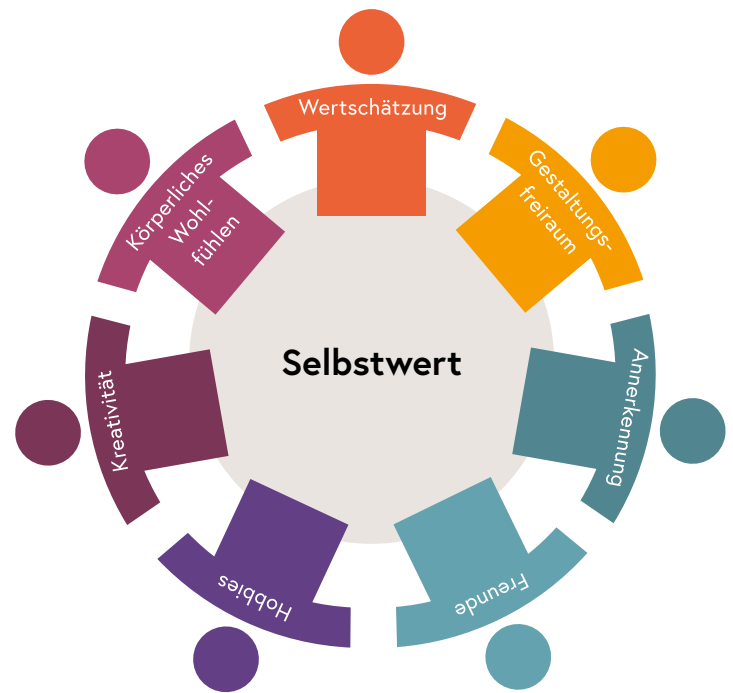 Wertschätzung
Gestaltungs-
freiraum
Annerkennung
Freunde
Hobbies
Kreativität
Körperliches
Wohl-
fühlen
Selbstwert